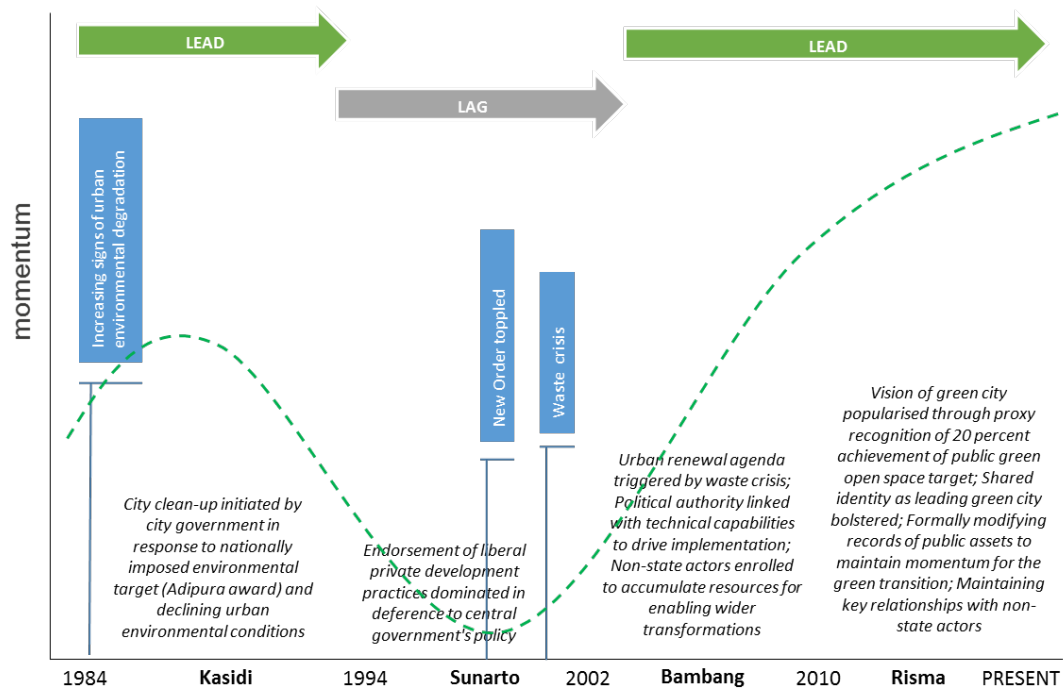 LEAD
LEAD
LAG
momentum
Increasing signs of urban
environmental degradation
New Order toppled
Waste crisis
City clean-up initiated by
city government in
response to nationally
imposed environmental
target (Adipura award) and
declining urban
environmental conditions
Endorsement of liberal
private development
practices dominated in
deference to central
government's policy
Urban renewal agenda
triggered by waste crisis;
Political authority linked
with technical capabilities
to drive implementation;
Non-state actors enrolled
to accumulate resources for
enabling wider
transformations
Vision of green city
popularised through proxy
recognition of 20 percent
achievement of public green
open space target; Shared
identity as leading green city
bolstered; Formally modifying
records of public assets to
maintain momentum for the
green transition; Maintaining
key relationships with non-
state actors
1984 Kasidi 1994 Sunarto 2002 Bambang 2010 Risma PRESENT